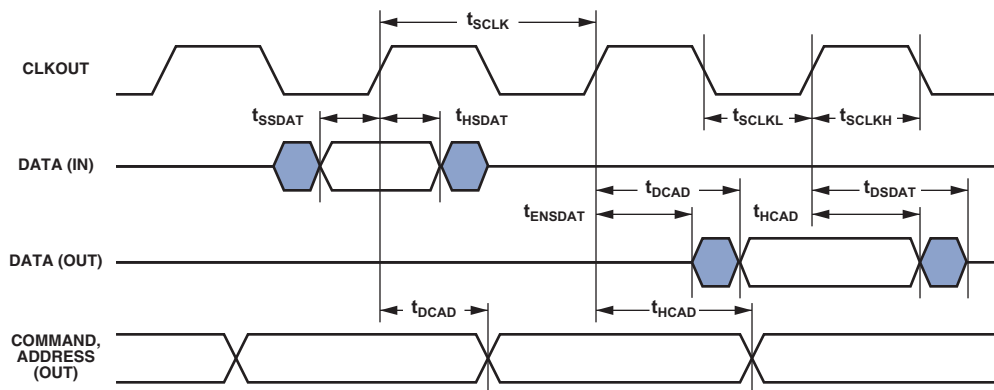 tSCLK
CLKOUT
tSSDAT
tHSDAT
tSCLKL
tSCLKH
DATA (IN)
tDCAD
tDSDAT
tENSDAT
tHCAD
DATA (OUT)
tDCAD
tHCAD
COMMAND,
ADDRESS
(OUT)